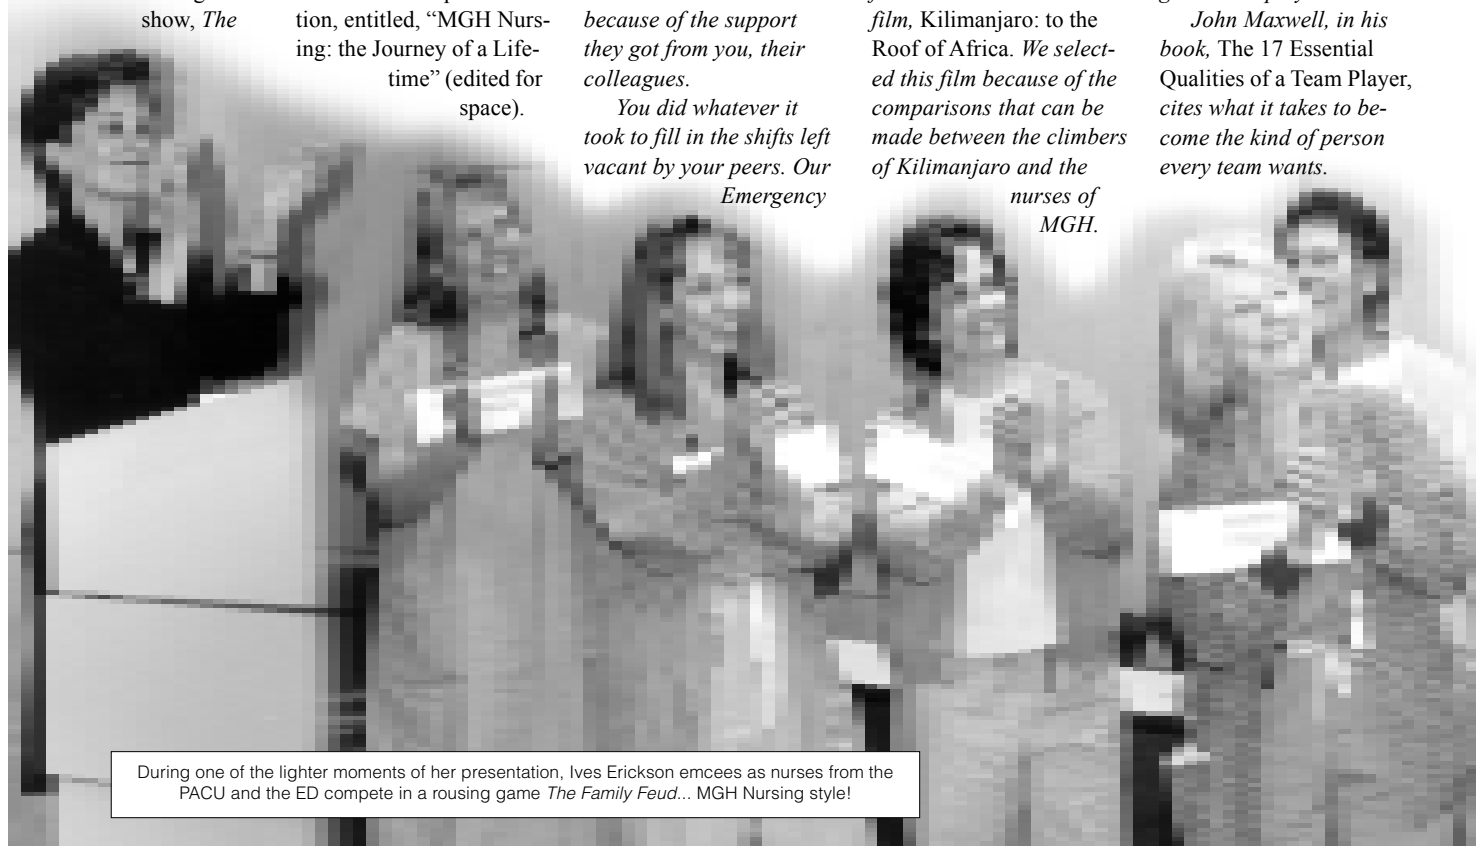 show, The
tion, entitled, “MGH Nurs-
ing: the Journey of a Life-
time” (edited for
space).
because of the support
they got from you, their
colleagues.
You did whatever it
took to fill in the shifts left
vacant by your peers. Our
Emergency
film, Kilimanjaro: to the
Roof of Africa. We select-
ed this film because of the
comparisons that can be
made between the climbers
of Kilimanjaro and the
nurses of
MGH.
John Maxwell, in his
book, The 17 Essential
Qualities of a Team Player,
cites what it takes to be-
come the kind of person
every team wants.
During one of the lighter moments of her presentation, Ives Erickson emcees as nurses from the
PACU and the ED compete in a rousing game The Family Feud... MGH Nursing style!